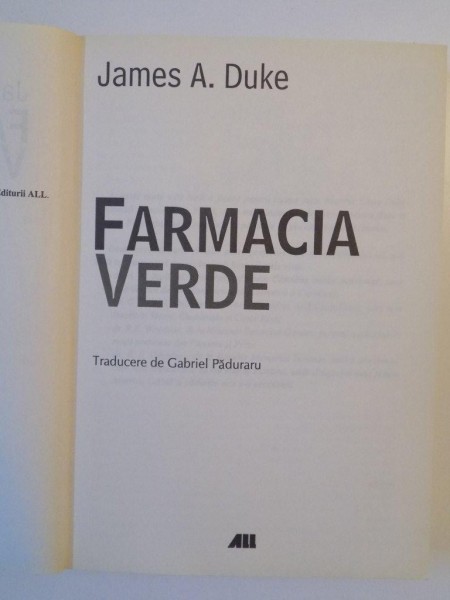 Editurii ALL.
James A. Duke
FARMACIA
VERDE
Traducere de Gabriel Păduraru
ALL